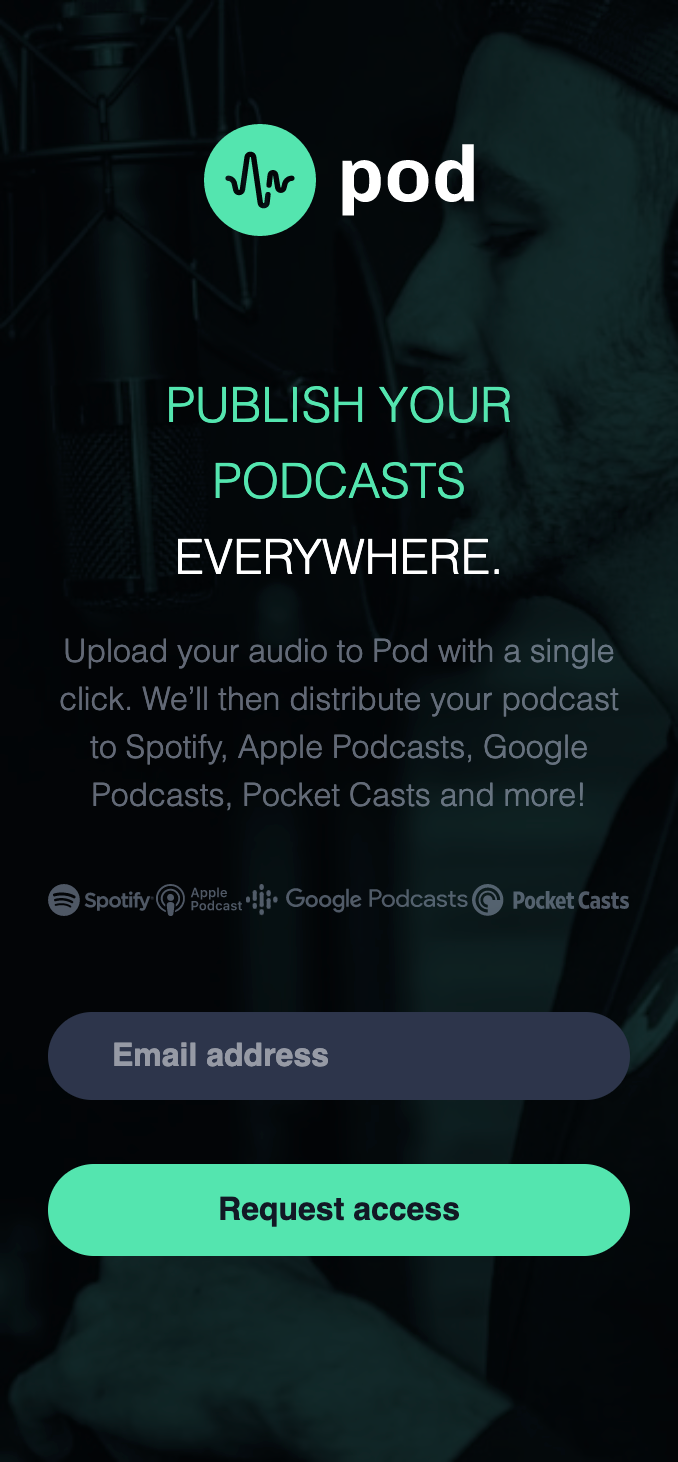 pod
PUBLISH YOUR
PODCASTS
EVERYWHERE.
Upload your audio to Pod with a single
click. We’ll then distribute your podcast
to Spotify, Apple Podcasts, Google
Podcasts, Pocket Casts and more!
Spotify Apple Podcast Google Podcasts Pocket Casts
Email address
Request access